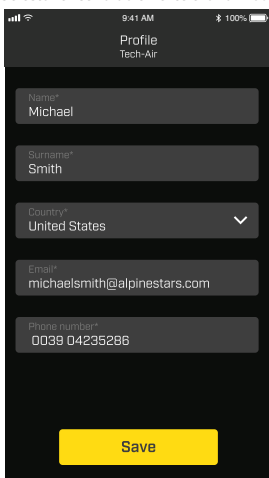 9:41 AM
100%
Profile
Tech-Air
Name*
Michael
Surname*
Smith
Country*
United States
Email*
michaelsmith@alpinestars.com
Phone number*
0039 04235286
Save